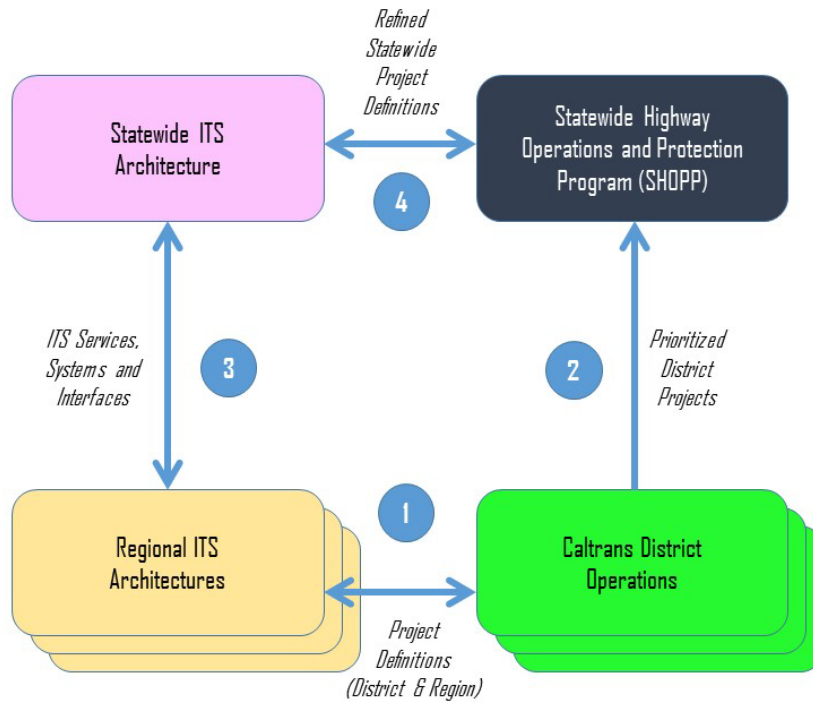 Refined
Statewide
Project
Definitions
Statewide ITS
Architecture
Statewide Highway
Operations and Protection
Program (SHOPP)
4
ITS Services,
Systems and
Interfaces
3
2
Prioritized
District
Projects
1
Regional ITS
Architectures
Caltrans District
Operations
Project
Definitions
(District & Region)